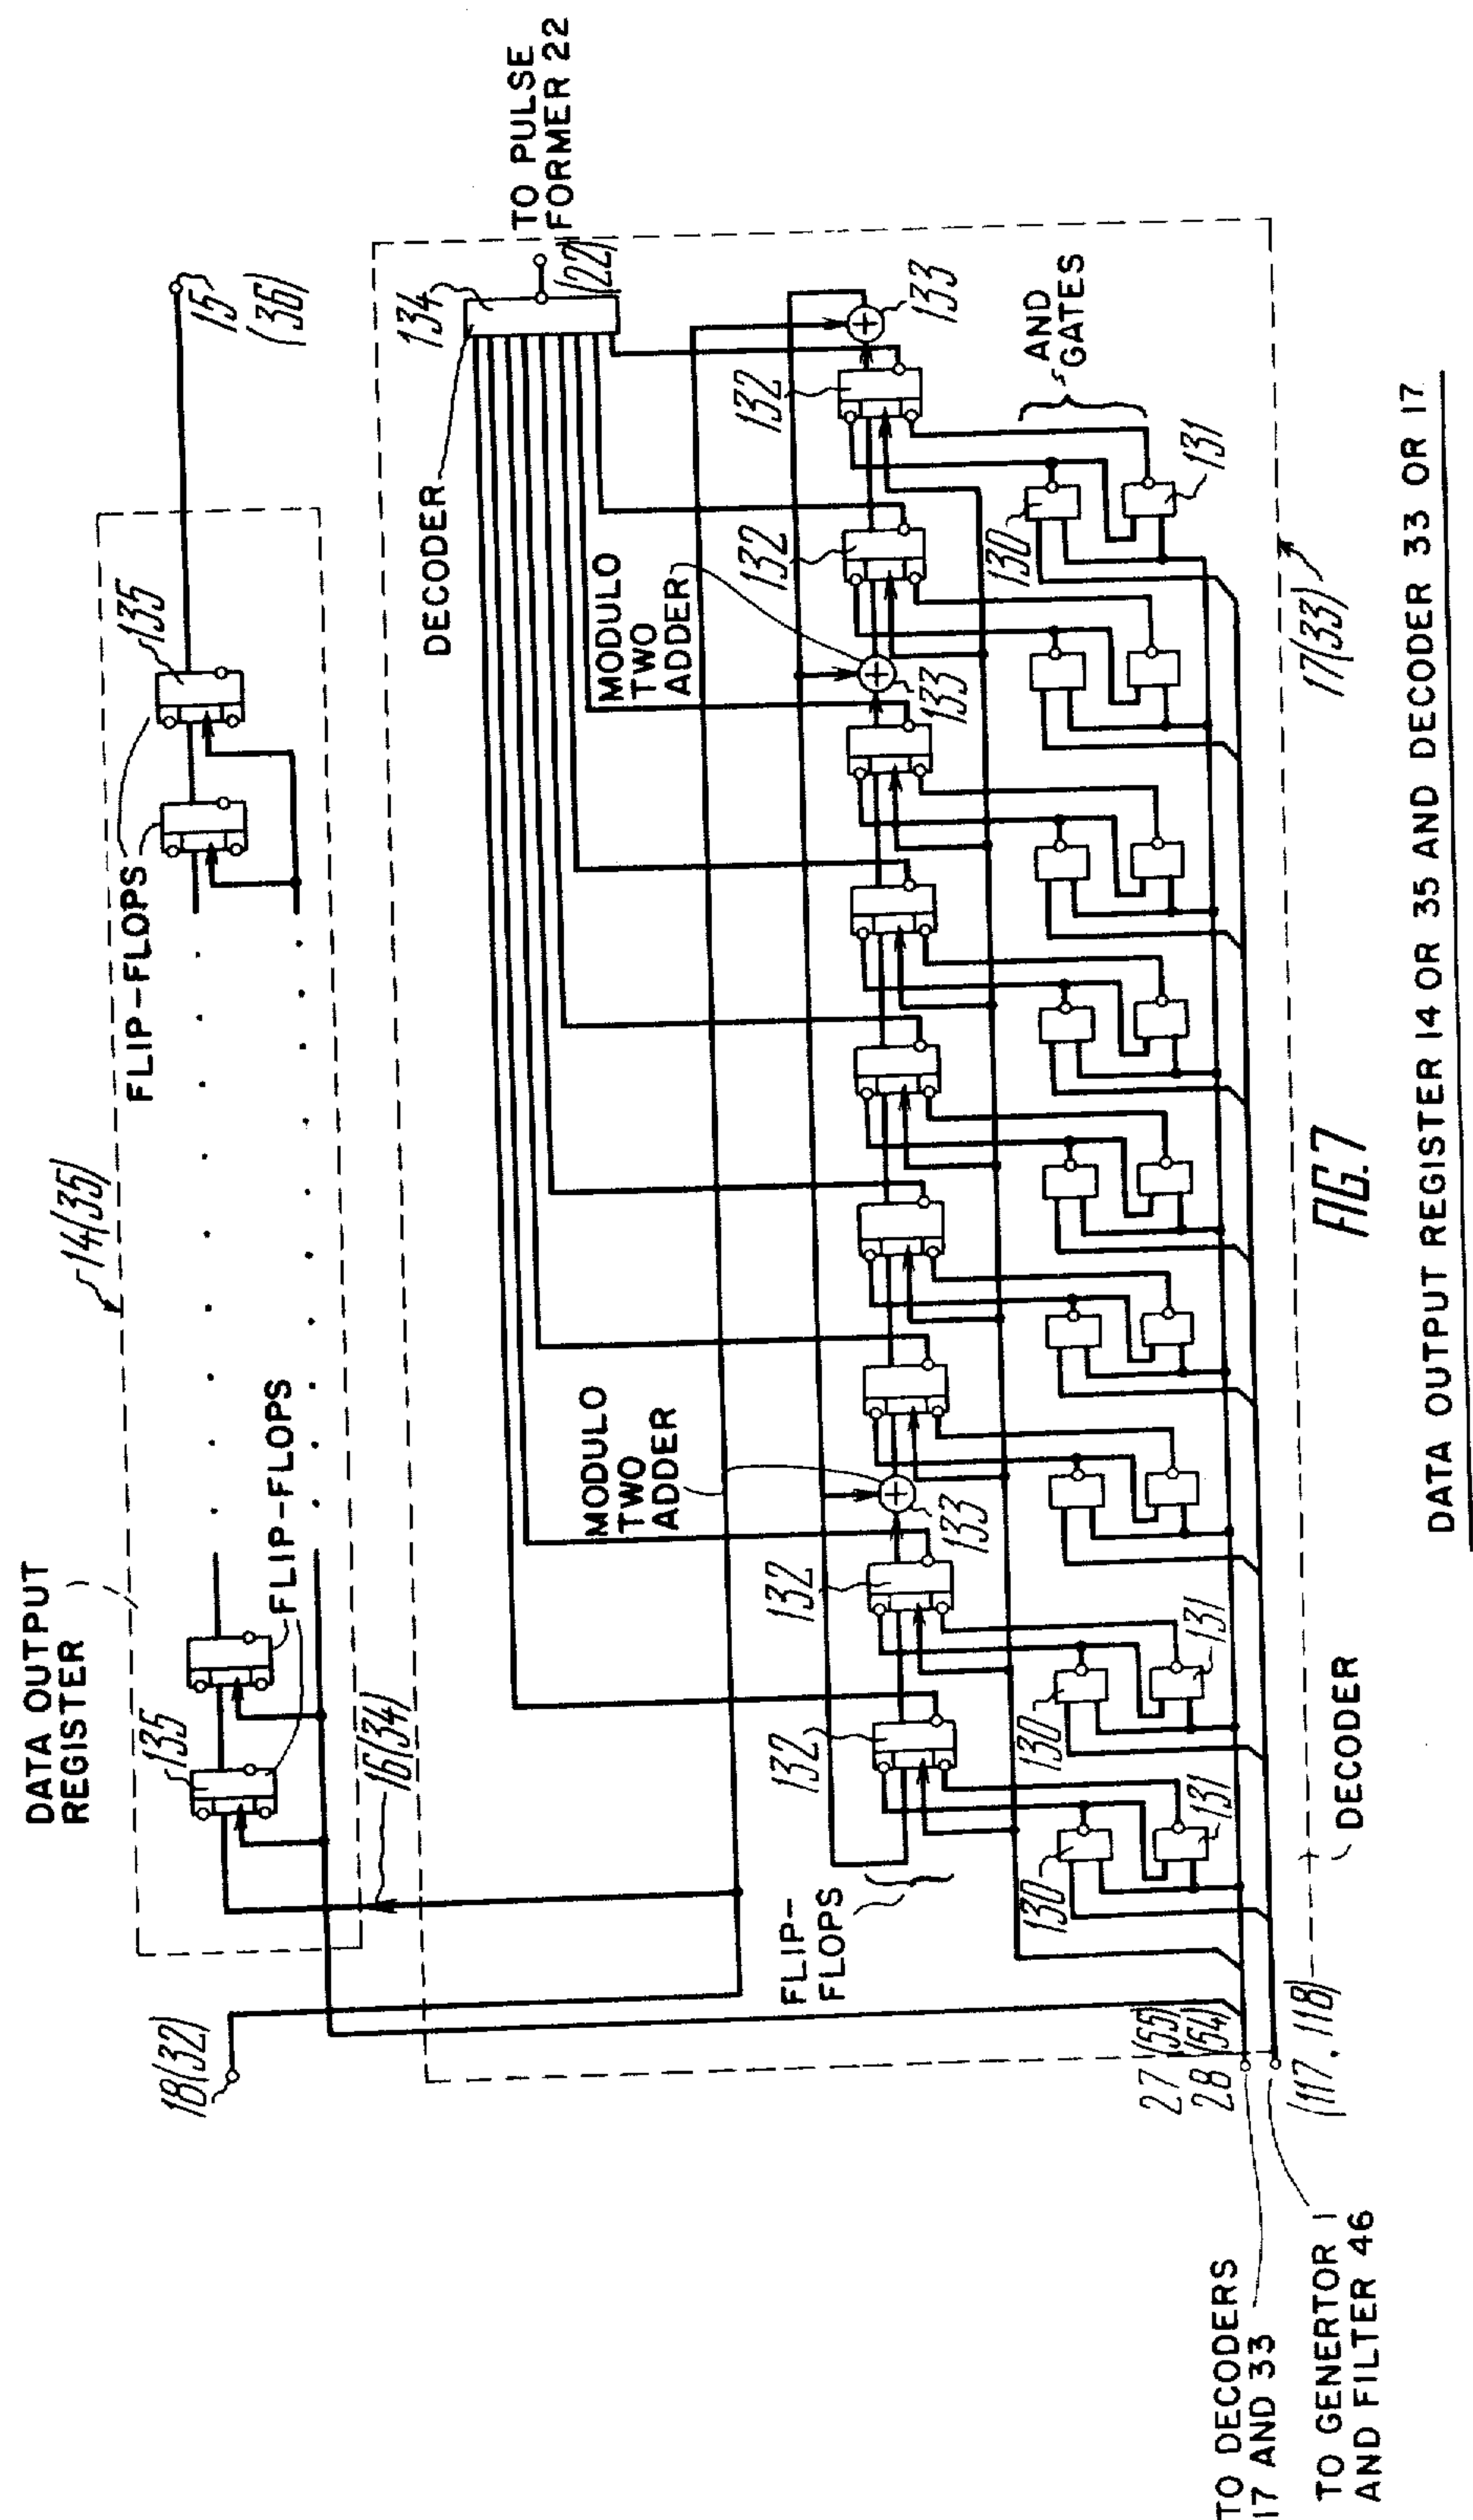 DATA OUTPUT
REGISTER
14(35)
135
FLIP-FLOPS
FLIP-FLOPS
135
15
(36)
18(32)
16(34)
DECODER
134
TO PULSE
FORMER 22
(22)
MODULO
TWO
ADDER
MODULO
TWO
ADDER
FLIP-
FLOPS
132
132
133
133
132
132
133
AND
GATES
130
131
130
131
130
131
27 (55)
28 (54)
(117.118)
DECODER
17(33)
TO DECODERS
17 AND 33
TO GENERTOR 1
AND FILTER 46
FIG.7
DATA OUTPUT REGISTER 14 OR 35 AND DECODER 33 OR 17